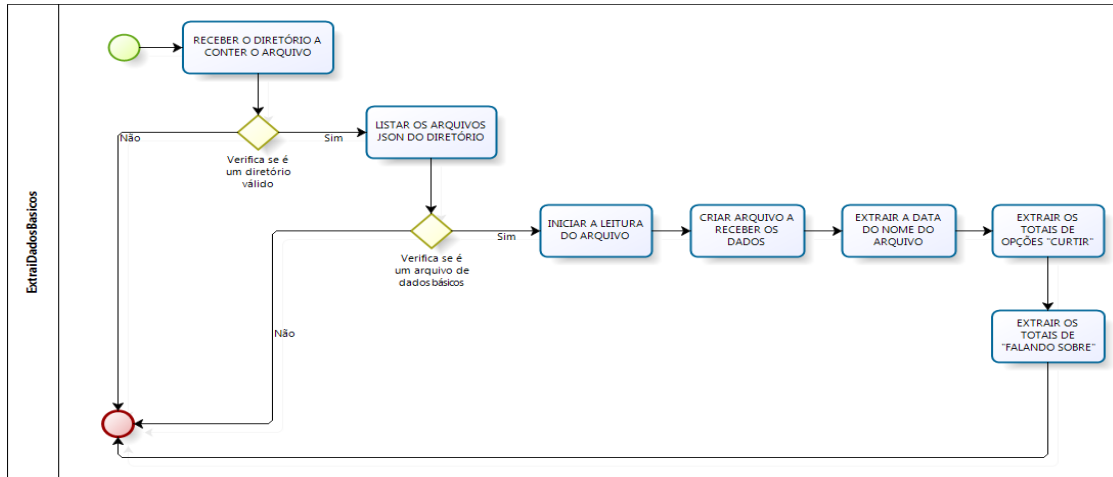 ExtraiDadosBasicos
RECEBER O DIRETÓRIO A
CONTER O ARQUIVO
Não
Sim
Verifica se é
um diretório
válido
LISTAR OS ARQUIVOS
JSON DO DIRETÓRIO
Não
Sim
Verifica se é
um arquivo de
dados básicos
INICIAR A LEITURA
DO ARQUIVO
CRIAR ARQUIVO A
RECEBER OS
DADOS
EXTRAIR A DATA
DO NOME DO
ARQUIVO
EXTRAIR OS
TOTAIS DE
OPÇÕES "CURTIR"
EXTRAIR OS
TOTAIS DE
"FALANDO SOBRE"